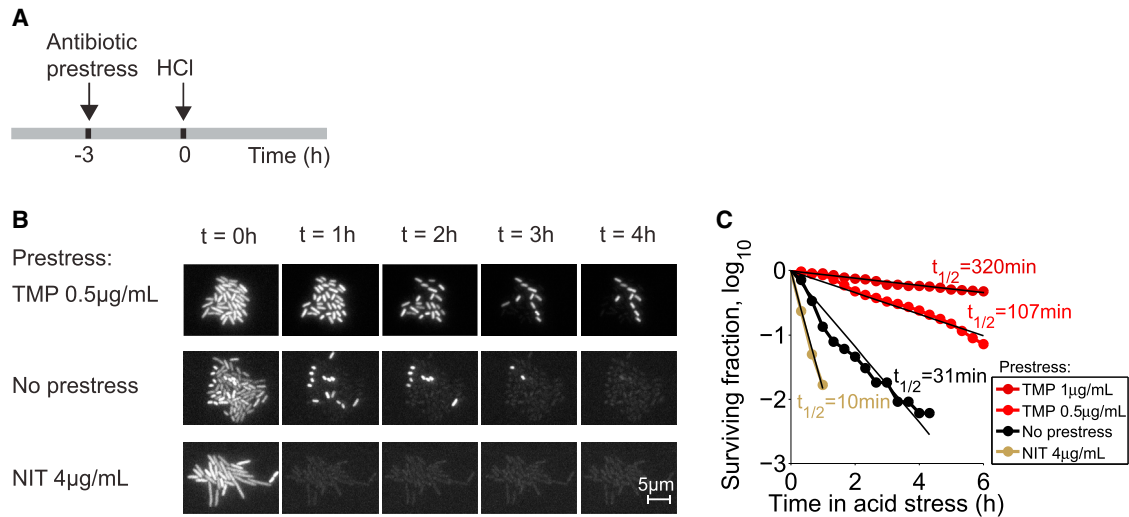 A
Antibiotic
prestress HCl
-3 0 Time (h)
B
t = 0h t = 1h t = 2h t = 3h t = 4h
Prestress:
TMP 0.5µg/mL
No prestress
NIT 4µg/mL
5µm
C
Surviving fraction, log10
0
-1
-2
-3
0 2 4 6
Time in acid stress (h)
t1/2=320min
t1/2=107min
t1/2=31min
t1/2=10min
Prestress:
TMP 1µg/mL
TMP 0.5µg/mL
No prestress
NIT 4µg/mL